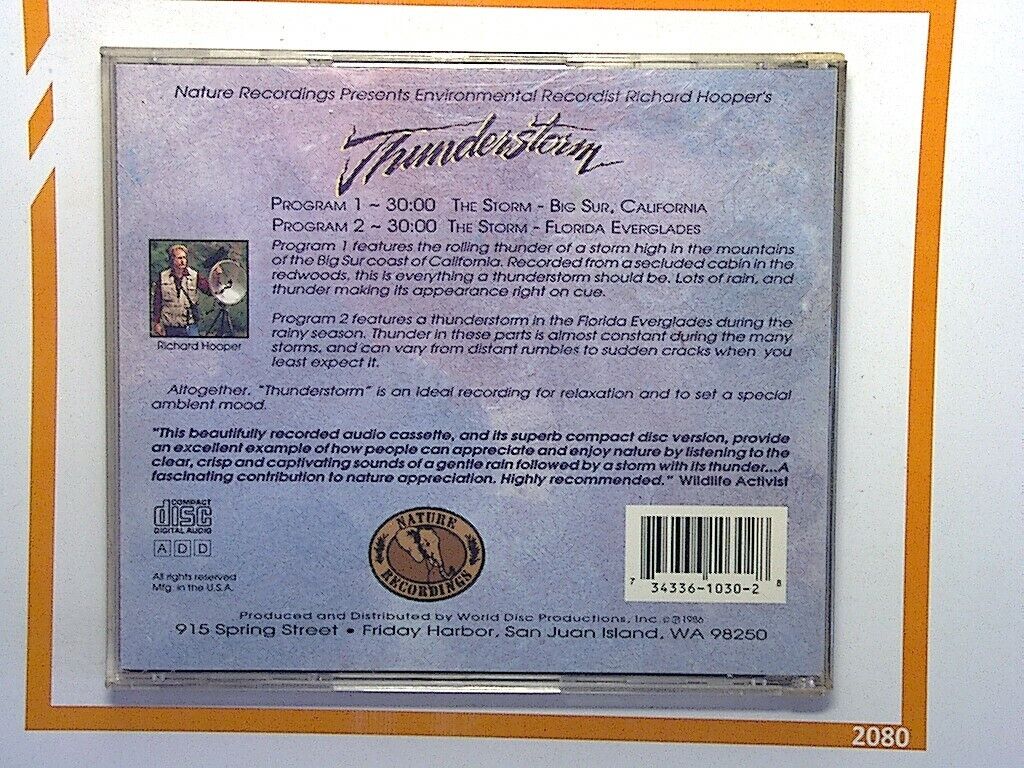 Nature Recordings Presents Environmental Recordist Richard Hooper's
Thunderstorm
PROGRAM 1 ~ 30:00 THE STORM - BIG SUR, CALIFORNIA
PROGRAM 2 ~ 30:00 THE STORM - FLORIDA EVERGLADES
Program 1 features the rolling thunder of a storm high in the mountains
of the Big Sur coast of California. Recorded from a secluded cabin in the
redwoods, this is everything a thunderstorm should be. Lots of rain, and
thunder making its appearance right on cue.
Richard Hooper
Program 2 features a thunderstorm in the Florida Everglades during the
rainy season. Thunder in these parts is almost constant during the many
storms, and can vary from distant rumbles to sudden cracks when you
least expect it.
Altogether, "Thunderstorm" is an ideal recording for relaxation and to set a special
ambient mood.
"This beautifully recorded audio cassette, and its superb compact disc version, provide
an excellent example of how people can appreciate and enjoy nature by listening to the
clear, crisp and captivating sounds of a gentle rain followed by a storm with its thunder...A
fascinating contribution to nature appreciation. Highly recommended." Wildlife Activist
COMPACT
disc
DIGITAL AUDIO
A D D
All rights reserved
Mfg. in the U.S.A.
NATURE
RECORDINGS
7 34336-1030-2 8
Produced and Distributed by World Disc Productions, Inc. © ℗ 1986
915 Spring Street • Friday Harbor, San Juan Island, WA 98250
2080